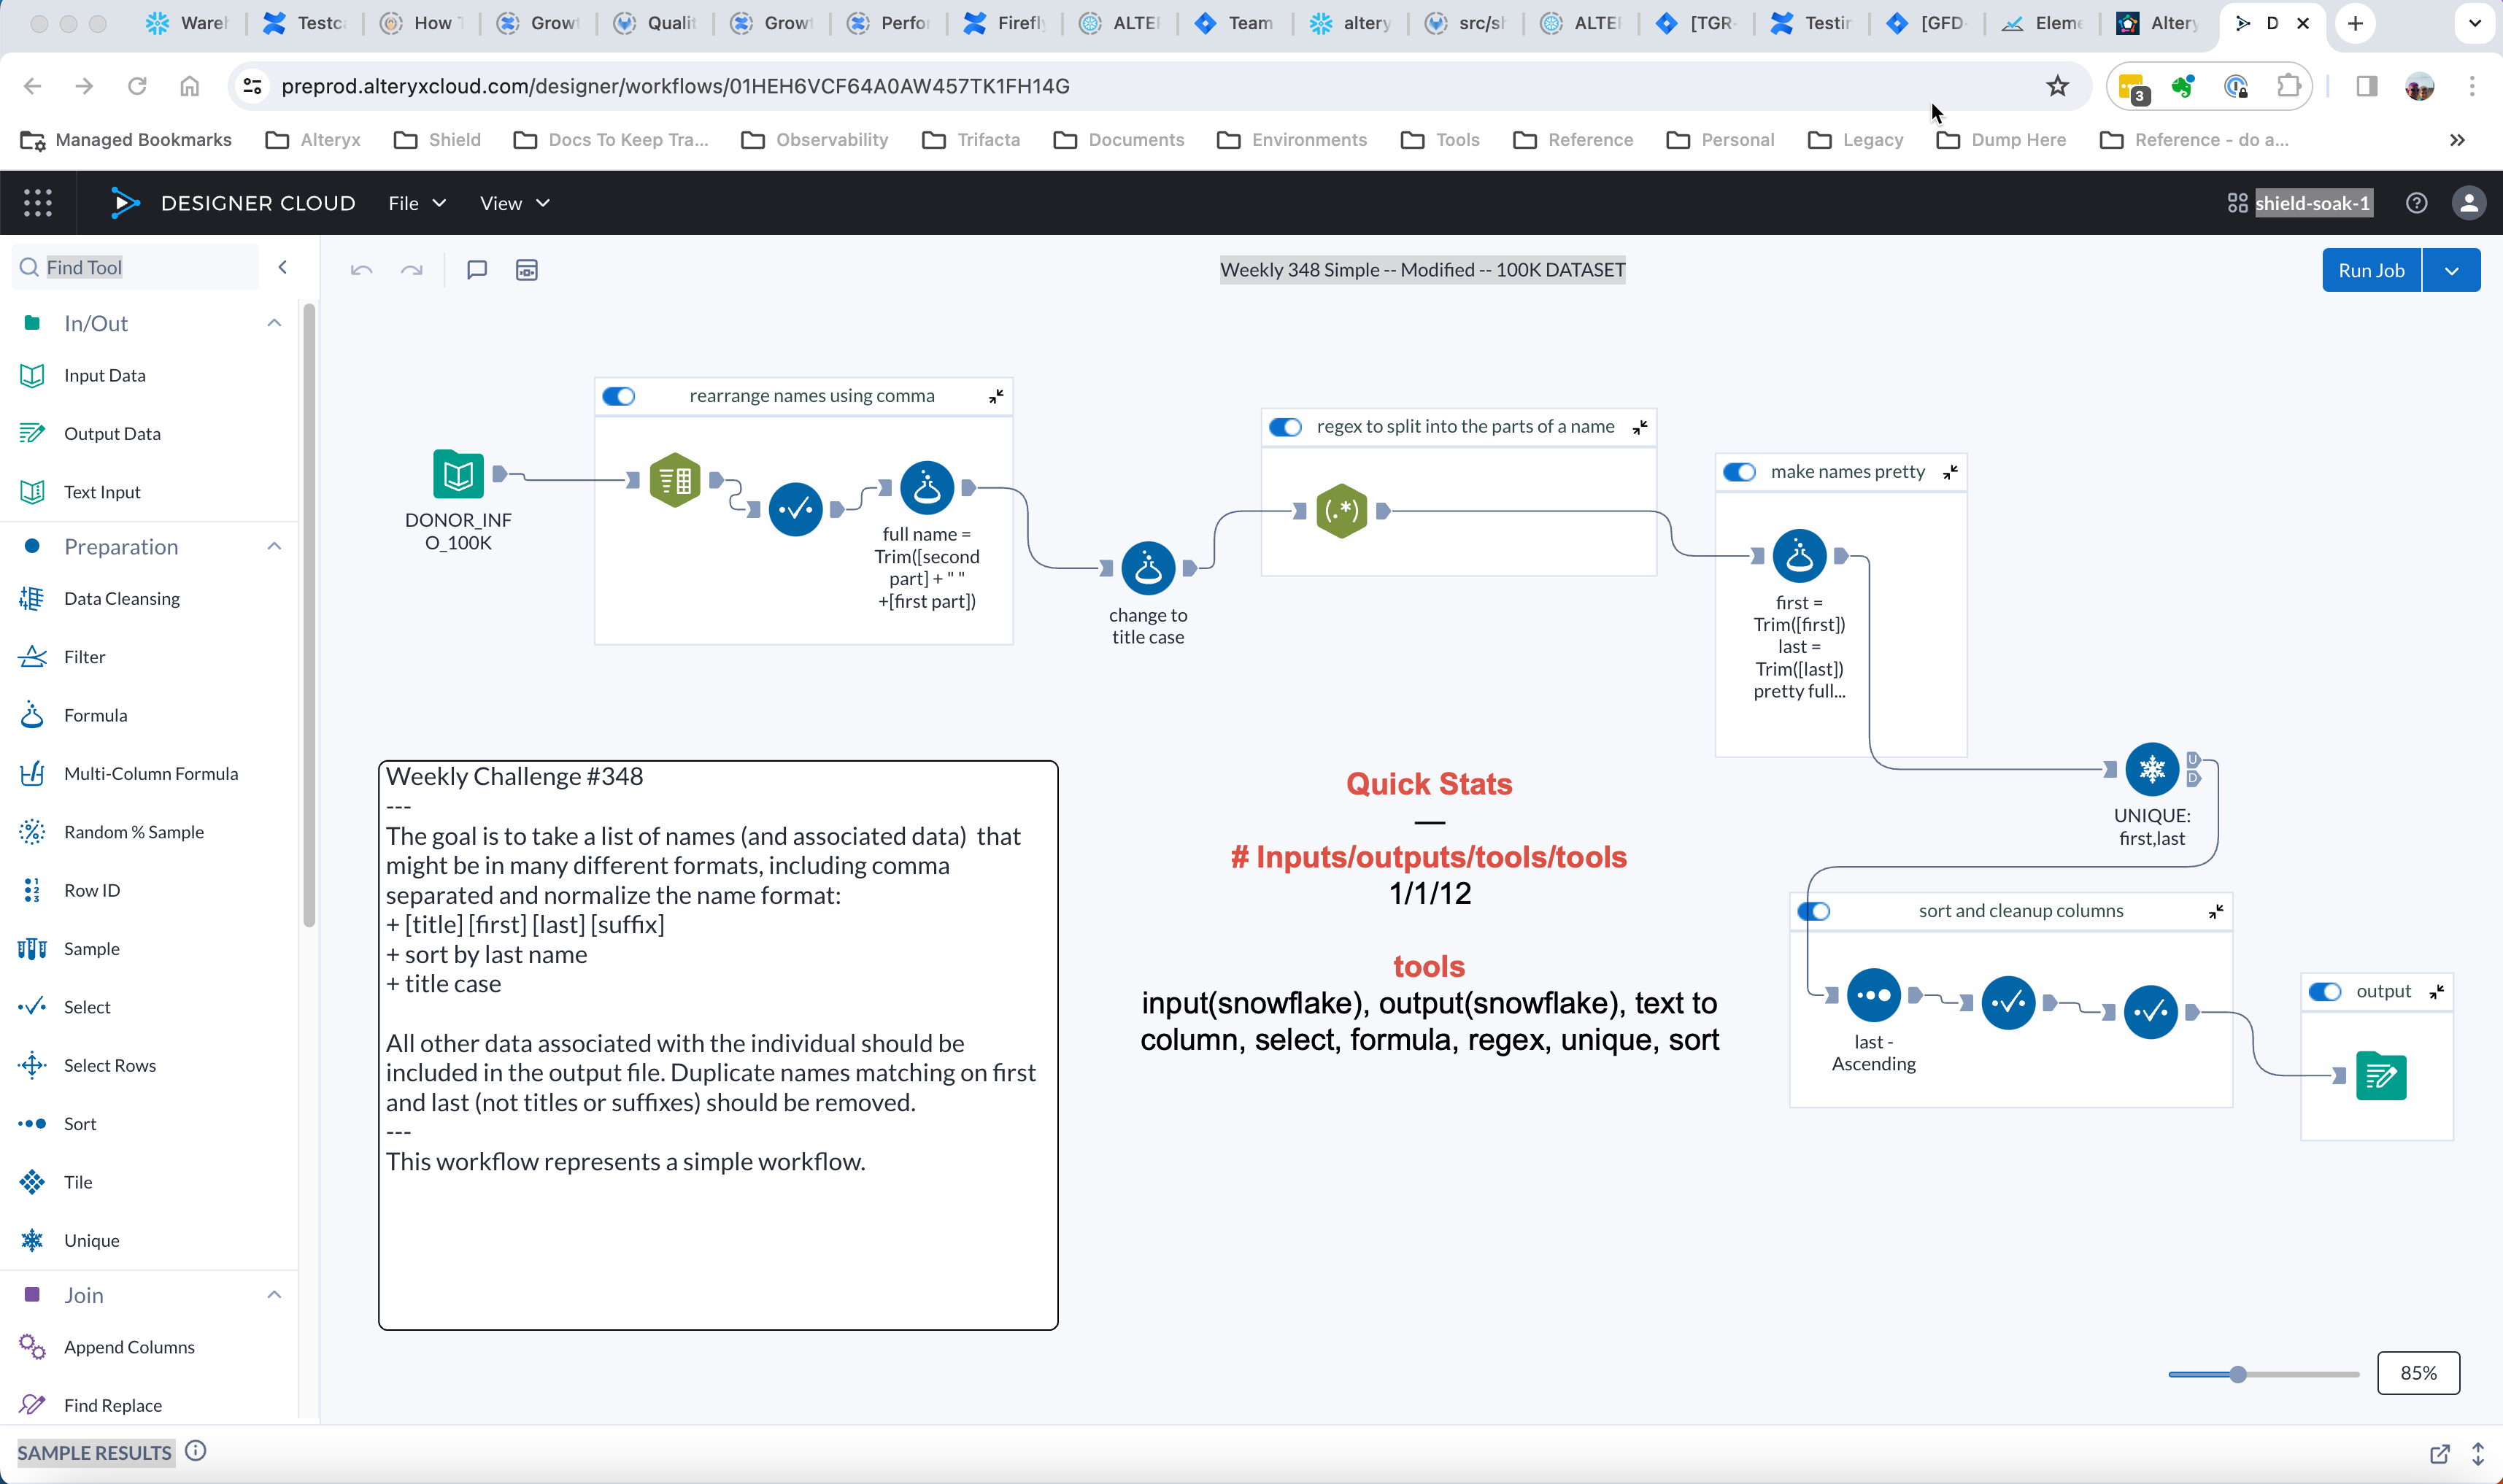 Wareh
Testca
How T
Growt
Qualit
Growt
Perfor
Firefly
ALTE
Team
altery
src/sh
ALTE
[TGR-
Testin
[GFD-
Eleme
Altery
D
preprod.alteryxcloud.com/designer/workflows/01HEH6VCF64A0AW457TK1FH14G
3
Managed Bookmarks
Alteryx
Shield
Docs To Keep Tra...
Observability
Trifacta
Documents
Environments
Tools
Reference
Personal
Legacy
Dump Here
Reference - do a...
DESIGNER CLOUD
File
View
shield-soak-1
Find Tool
Weekly 348 Simple -- Modified -- 100K DATASET
Run Job
In/Out
Input Data
Output Data
Text Input
Preparation
Data Cleansing
Filter
Formula
Multi-Column Formula
Random % Sample
Row ID
Sample
Select
Select Rows
Sort
Tile
Unique
Join
Append Columns
Find Replace
DONOR_INF
O_100K
rearrange names using comma
full name =
Trim([second
part] + " "
+[first part])
change to
title case
regex to split into the parts of a name
(.*)
make names pretty
first =
Trim([first])
last =
Trim([last])
pretty full...
U
D
UNIQUE:
first,last
sort and cleanup columns
last -
Ascending
output
Weekly Challenge #348
---
The goal is to take a list of names (and associated data)  that
might be in many different formats, including comma
separated and normalize the name format:
+ [title] [first] [last] [suffix]
+ sort by last name
+ title case
All other data associated with the individual should be
included in the output file. Duplicate names matching on first
and last (not titles or suffixes) should be removed.
---
This workflow represents a simple workflow.
Quick Stats
—
# Inputs/outputs/tools/tools
1/1/12
tools
input(snowflake), output(snowflake), text to
column, select, formula, regex, unique, sort
85%
SAMPLE RESULTS